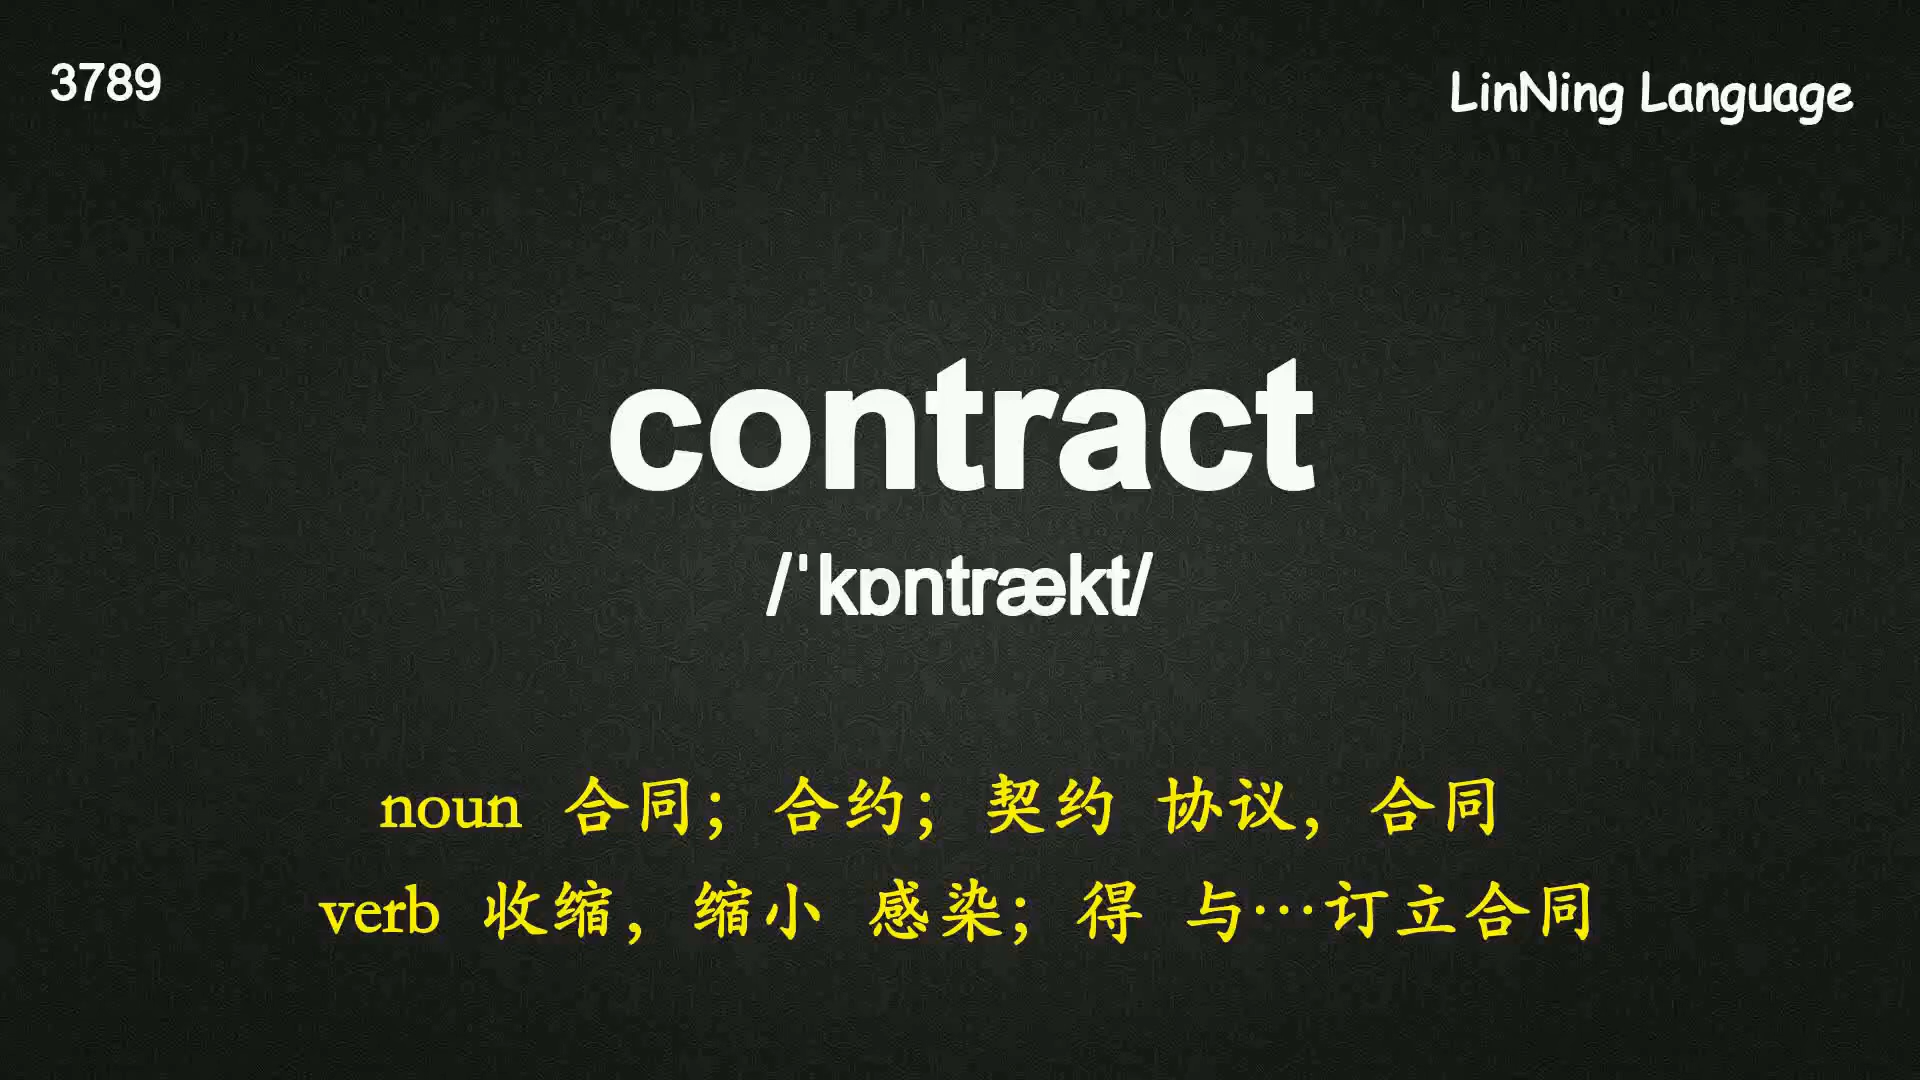 3789
LinNing Language
contract
/ˈkɒntrækt/
noun 合同；合约；契约 协议，合同
verb 收缩，缩小 感染；得 与…订立合同